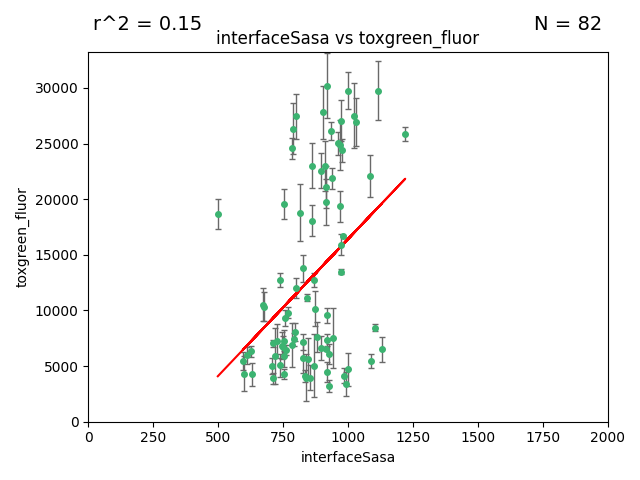 r^2 = 0.15
N = 82
interfaceSasa vs toxgreen_fluor
toxgreen_fluor
30000
25000
20000
15000
10000
5000
0
0 250 500 750 1000 1250 1500 1750 2000
interfaceSasa